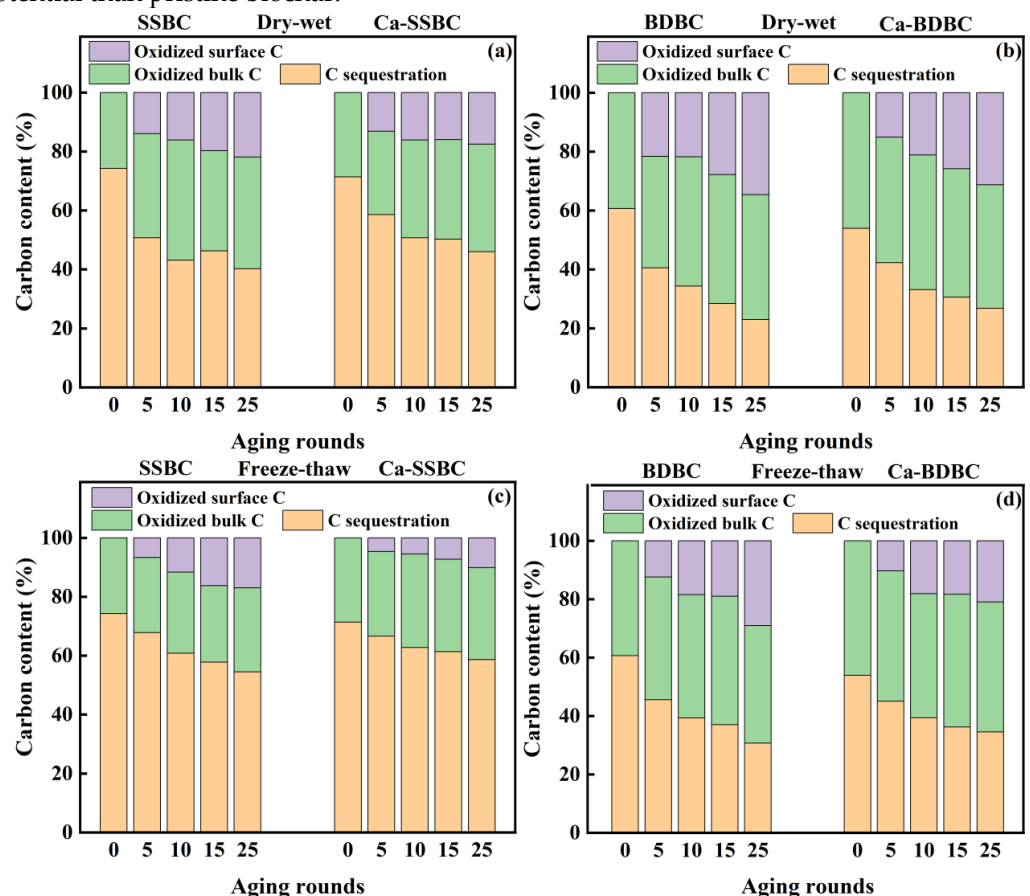 otential than pristine biochar.
SSBC Dry-wet Ca-SSBC
BDBC Dry-wet Ca-BDBC
Oxidized surface C (a)
Oxidized bulk C C sequestration
Oxidized surface C (b)
Oxidized bulk C C sequestration
Carbon content (%)
100
80
60
40
20
0
0 5 10 15 25 0 5 10 15 25
Aging rounds
Carbon content (%)
100
80
60
40
20
0
0 5 10 15 25 0 5 10 15 25
Aging rounds
SSBC Freeze-thaw Ca-SSBC
BDBC Freeze-thaw Ca-BDBC
Oxidized surface C (c)
Oxidized bulk C C sequestration
Oxidized surface C (d)
Oxidized bulk C C sequestration
Carbon content (%)
100
80
60
40
20
0
0 5 10 15 25 0 5 10 15 25
Aging rounds
Carbon content (%)
100
80
60
40
20
0
0 5 10 15 25 0 5 10 15 25
Aging rounds